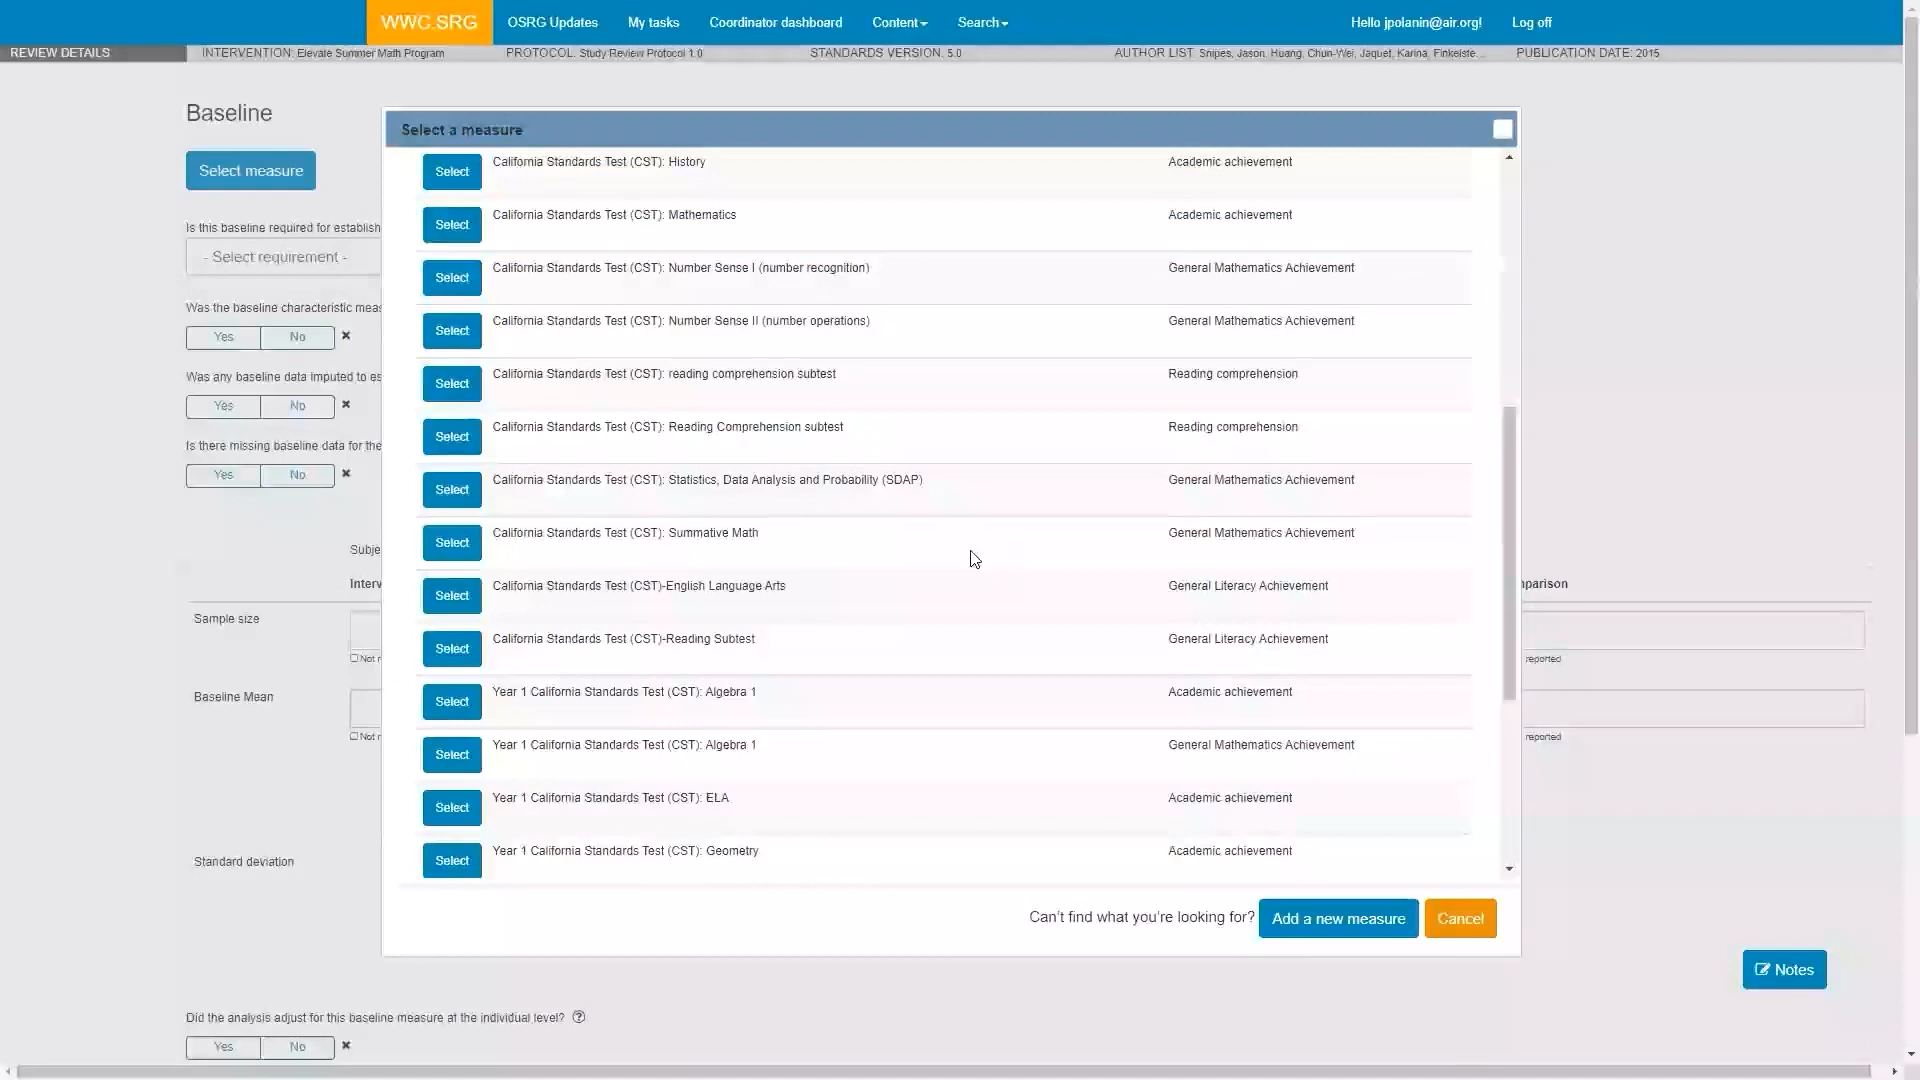 WWC.SRG OSRG Updates My tasks Coordinator dashboard Content Search Hello jpolanin@air.org! Log off
REVIEW DETAILS INTERVENTION: Elevate Summer Math Program PROTOCOL: Study Review Protocol 1.0 STANDARDS VERSION: 5.0 AUTHOR LIST: Snipes, Jason, Huang, Chun-Wei, Jaquet, Karina, Finkelste... PUBLICATION DATE: 2015
Baseline
Select measure
Is this baseline required for establish
- Select requirement -
Was the baseline characteristic meas
Yes No
Was any baseline data imputed to es
Yes No
Is there missing baseline data for the
Yes No
Subje
Interv
parison
Sample size
Not r
reported
Baseline Mean
Not r
reported
Standard deviation
Select a measure
Select California Standards Test (CST): History Academic achievement
Select California Standards Test (CST): Mathematics Academic achievement
Select California Standards Test (CST): Number Sense I (number recognition) General Mathematics Achievement
Select California Standards Test (CST): Number Sense II (number operations) General Mathematics Achievement
Select California Standards Test (CST): reading comprehension subtest Reading comprehension
Select California Standards Test (CST): Reading Comprehension subtest Reading comprehension
Select California Standards Test (CST): Statistics, Data Analysis and Probability (SDAP) General Mathematics Achievement
Select California Standards Test (CST): Summative Math General Mathematics Achievement
Select California Standards Test (CST)-English Language Arts General Literacy Achievement
Select California Standards Test (CST)-Reading Subtest General Literacy Achievement
Select Year 1 California Standards Test (CST): Algebra 1 Academic achievement
Select Year 1 California Standards Test (CST): Algebra 1 General Mathematics Achievement
Select Year 1 California Standards Test (CST): ELA Academic achievement
Select Year 1 California Standards Test (CST): Geometry Academic achievement
Can't find what you're looking for? Add a new measure Cancel
Notes
Did the analysis adjust for this baseline measure at the individual level?
Yes No